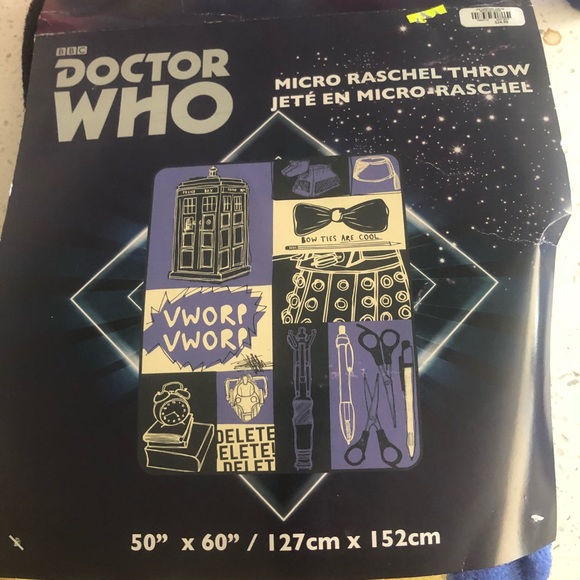 BBC
DOCTOR
WHO
MICRO RASCHEL THROW
JETÉ EN MICRO-RASCHEL
BOW TIES ARE COOL
VWORP
VWORP
DELETE
ELETE!
DELET
50” x 60” / 127cm x 152cm